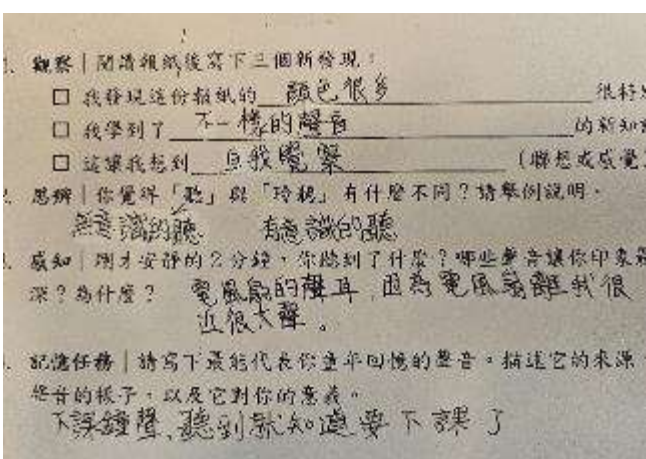 觀察｜閱讀報紙後寫下三個新發現：
□ 我發現這份報紙的 顏色很多 很特
□ 我學到了 不一樣的聲音 的新知
□ 這讓我想到 自我覺察 (聯想或感覺
思辨｜你覺得「聽」與「聆聽」有什麼不同？請舉例說明。
無意識的聽 有意識的聽
感知｜剛才安靜的2分鐘，你聽到了什麼？哪些聲音讓你印象最
深？為什麼？ 電風扇的聲音，因為電風扇離我很
近很大聲。
記憶任務｜請寫下最能代表你童年回憶的聲音。描述它的來源、
聲音的樣子，以及它對你的意義。
下課鐘聲，聽到就知道要下課了